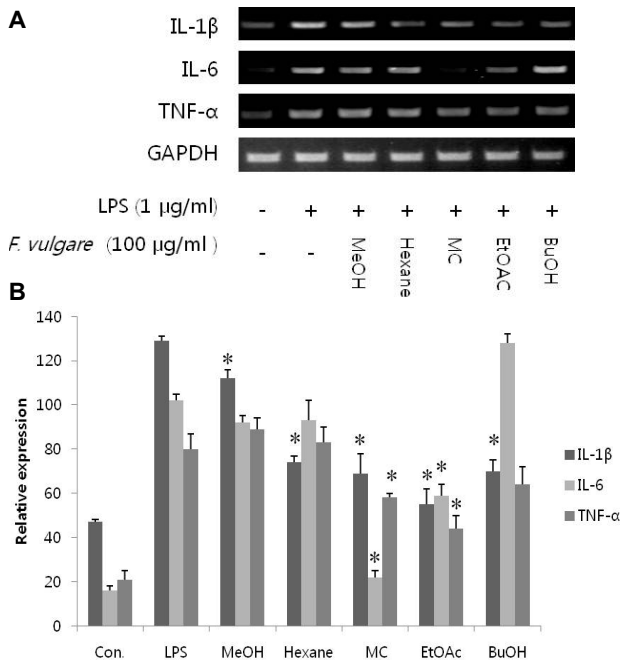 A
IL-1β
IL-6
TNF-α
GAPDH
LPS (1 μg/ml) - + + + + + +
F. vulgare (100 μg/ml ) - - MeOH Hexane MC EtOAC BuOH
B
140
120
100
80
60
40
20
0
Relative expression
* * * * * * * * *
Con. LPS MeOH Hexane MC EtOAc BuOH
IL-1β
IL-6
TNF-α